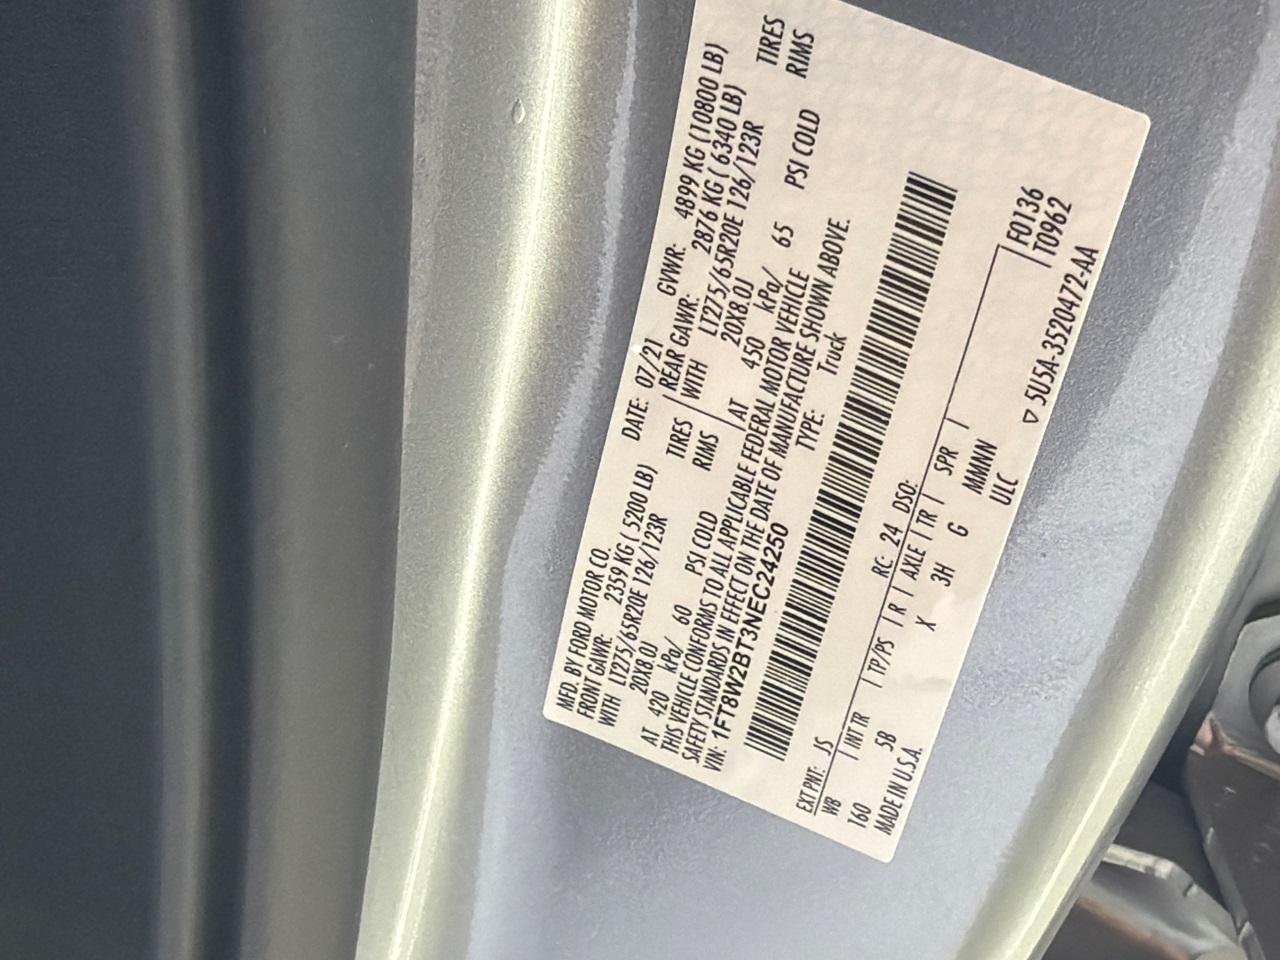 MFD. BY FORD MOTOR CO.
DATE: 07/21 GVWR: 4899 KG (10800 LB)
FRONT GAWR: 2359 KG ( 5200 LB) REAR GAWR: 2876 KG ( 6340 LB)
WITH LT275/65R20E 126/123R TIRES WITH LT275/65R20E 126/123R TIRES
20X8.0J RIMS 20X8.0J RIMS
AT 420 kPa/ 60 PSI COLD AT 450 kPa/ 65 PSI COLD
THIS VEHICLE CONFORMS TO ALL APPLICABLE FEDERAL MOTOR VEHICLE
SAFETY STANDARDS IN EFFECT ON THE DATE OF MANUFACTURE SHOWN ABOVE.
VIN: 1FT8W2BT3NEC24250 TYPE: Truck
EXT PNT: JS RC: 24 DSO: F0136
WB INT TR TP/PS R AXLE TR SPR T0962
160 5B X 3H G MMNN
MADE IN U.S.A. ULC
▽ 5U5A-3520472-AA